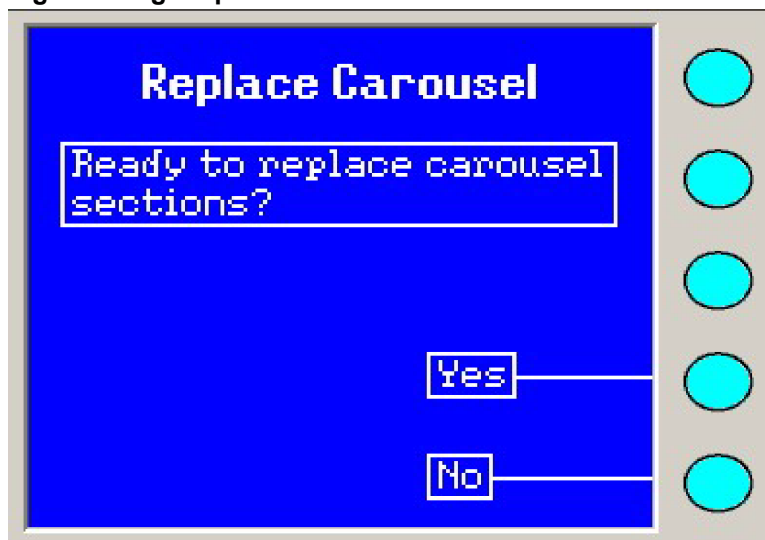 Replace Carousel
Ready to replace carousel
sections?
Yes
No